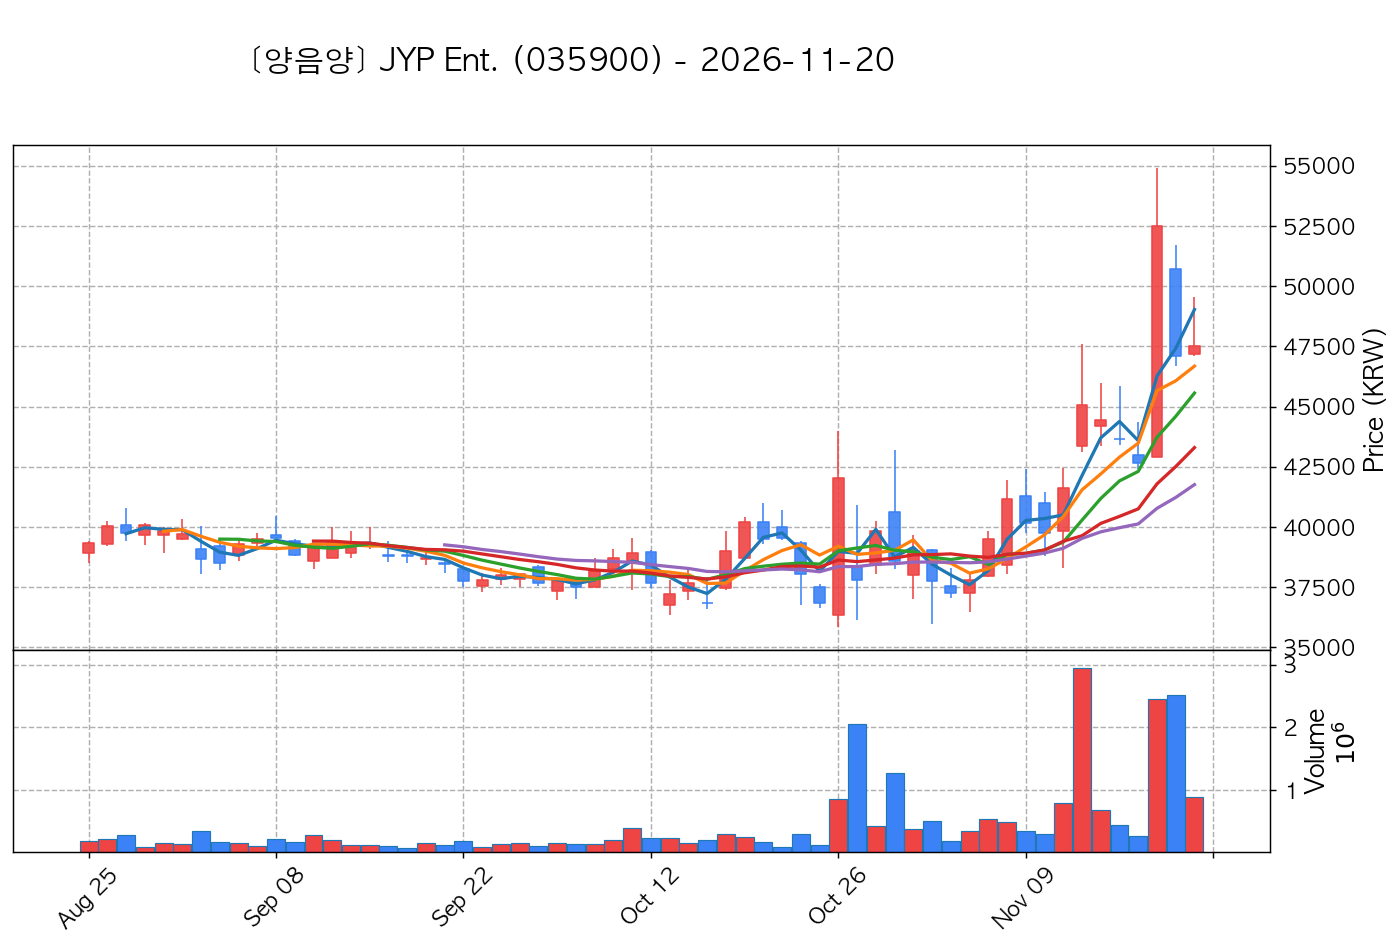 〔양음양〕 JYP Ent. (035900) - 2026-11-20
55000
52500
50000
47500
45000
42500
40000
37500
35000
Price (KRW)
3
2
1
Volume
10⁶
Aug 25
Sep 08
Sep 22
Oct 12
Oct 26
Nov 09